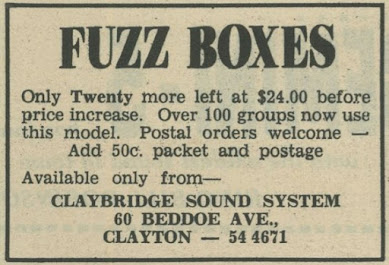 FUZZ BOXES
Only Twenty more left at $24.00 before
price increase. Over 100 groups now use
this model. Postal orders welcome —
Add 50c. packet and postage
Available only from—
CLAYBRIDGE SOUND SYSTEM
60 BEDDOE AVE.,
CLAYTON — 54 4671